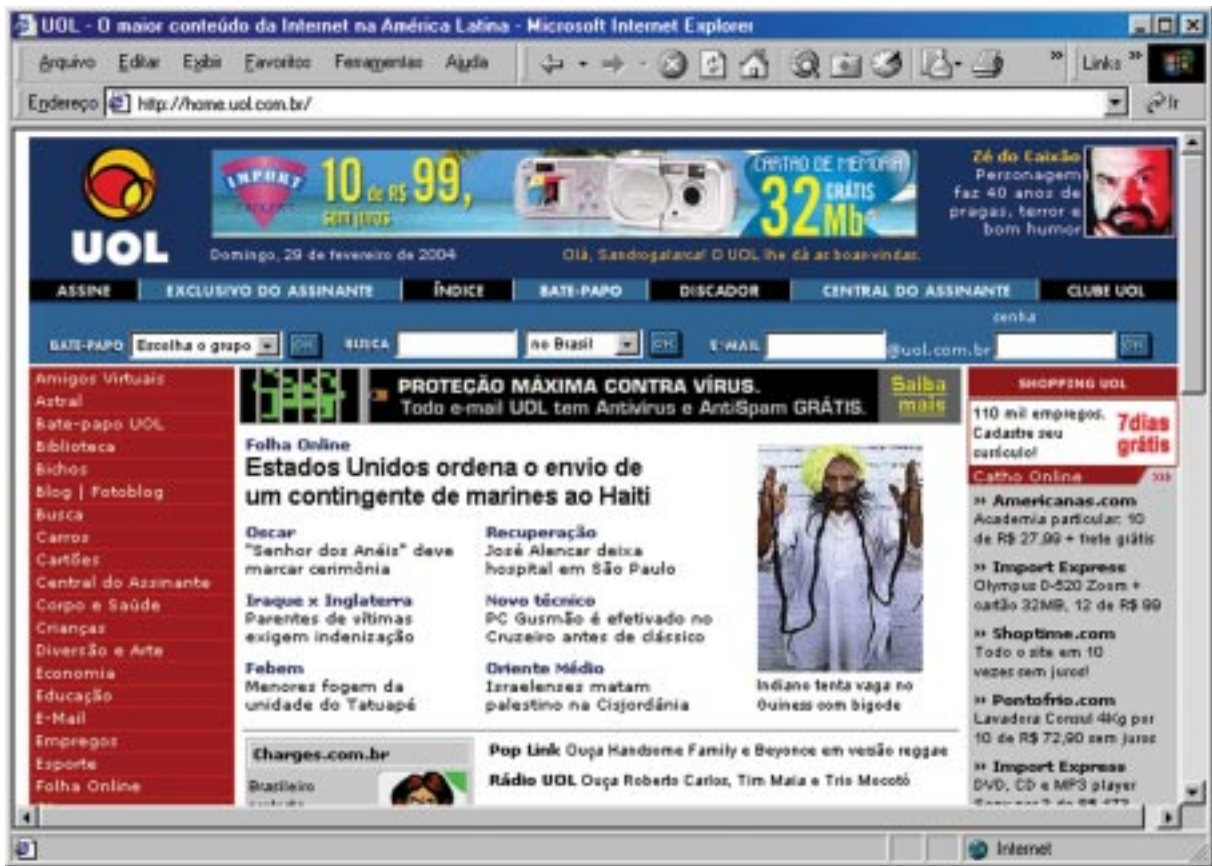 UOL - O maior conteúdo da Internet na América Latina - Microsoft Internet Explorer
Arquivo Editar Exibir Favoritos Ferramentas Ajuda Links
Endereço http://home.uol.com.br/ Ir
IMPORT
10 de R$ 99,
sem juros
CARTÃO DE MEMÓRIA
32 Mb GRÁTIS
Zé do Caixão
Personagem
faz 40 anos de
pragas, terror e
bom humor
UOL
Domingo, 29 de fevereiro de 2004
Olá, Sandrogalarca! O UOL lhe dá as boas-vindas.
ASSINE EXCLUSIVO DO ASSINANTE ÍNDICE BATE-PAPO DISCADOR CENTRAL DO ASSINANTE CLUBE UOL
senha
BATE-PAPO Escolha o grupo OK BUSCA no Brasil OK E-MAIL @uol.com.br OK
Amigos Virtuais
Astral
Bate-papo UOL
Biblioteca
Bichos
Blog | Fotoblog
Busca
Carros
Cartões
Central do Assinante
Corpo e Saúde
Crianças
Diversão e Arte
Economia
Educação
E-Mail
Empregos
Esporte
Folha Online
PROTEÇÃO MÁXIMA CONTRA VÍRUS.
Todo e-mail UOL tem Antivírus e AntiSpam GRÁTIS.
Saiba
mais
Folha Online
Estados Unidos ordena o envio de
um contingente de marines ao Haiti
Oscar
"Senhor dos Anéis" deve
marcar cerimônia
Iraque x Inglaterra
Parentes de vítimas
exigem indenização
Febem
Menores fogem da
unidade do Tatuapé
Recuperação
José Alencar deixa
hospital em São Paulo
Novo técnico
PC Gusmão é efetivado no
Cruzeiro antes de clássico
Oriente Médio
Israelenses matam
palestino na Cisjordânia
Indiano tenta vaga no
Guiness com bigode
Charges.com.br
Brasileiro
Pop Link Ouça Handsome Family e Beyonce em versão reggae
Rádio UOL Ouça Roberto Carlos, Tim Maia e Trio Mocotó
SHOPPING UOL
110 mil empregos.
Cadastre seu
currículo!
7dias
grátis
Catho Online
» Americanas.com
Academia particular: 10
de R$ 27,99 + frete grátis
» Import Express
Olympus D-520 Zoom +
cartão 32MB, 12 de R$ 99
» Shoptime.com
Todo o site em 10
vezes sem juros!
» Pontofrio.com
Lavadora Consul 4Kg por
10 de R$ 72,90 sem juros
» Import Express
DVD, CD e MP3 player
Internet